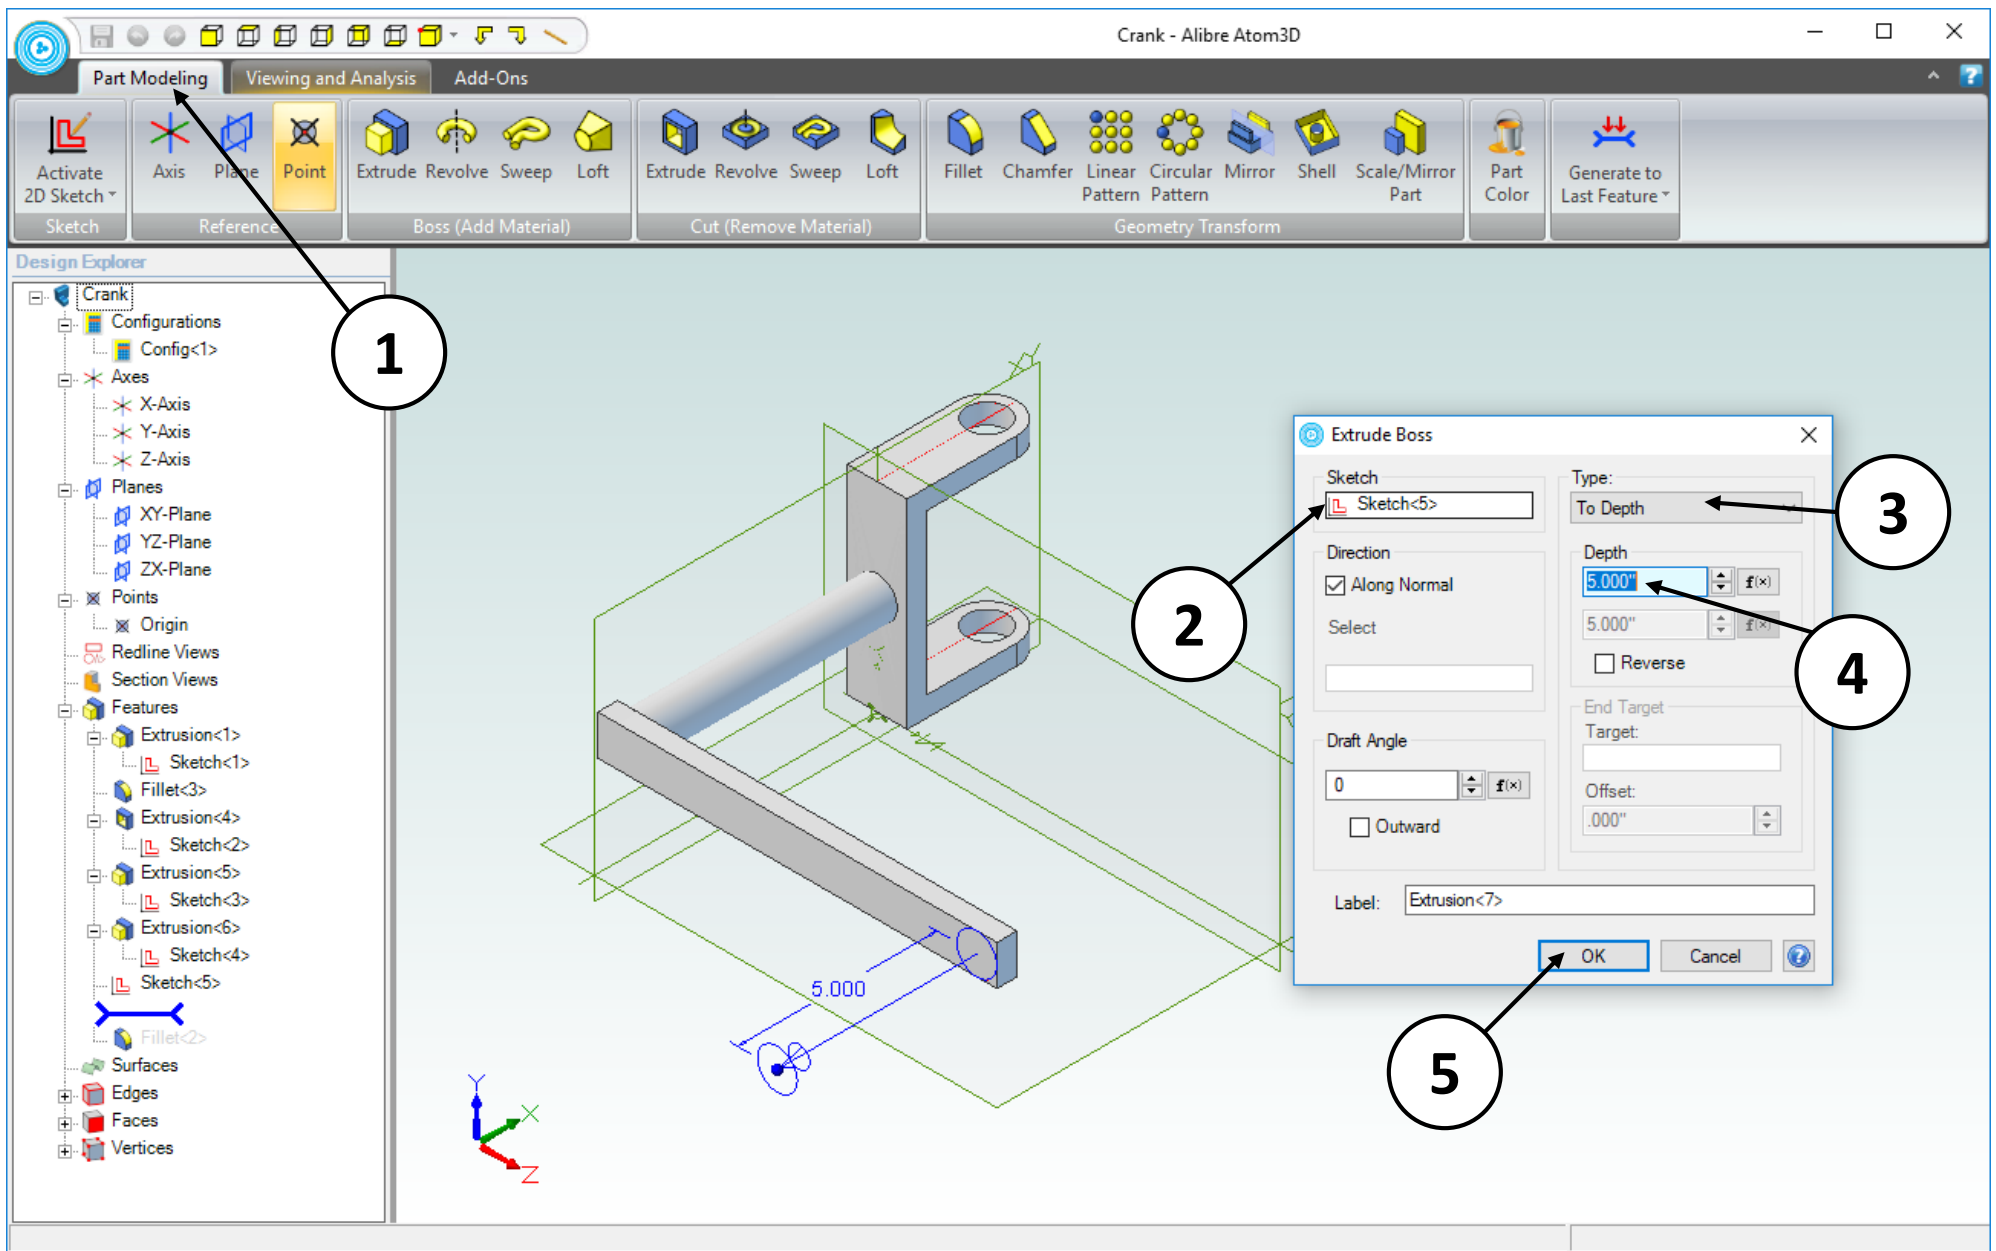 Crank - Alibre Atom3D
Part Modeling Viewing and Analysis Add-Ons
Activate 2D Sketch
Axis Plane Point
Extrude Revolve Sweep Loft
Extrude Revolve Sweep Loft
Fillet Chamfer Linear Pattern Circular Pattern Mirror Shell Scale/Mirror Part
Part Color
Generate to Last Feature
Sketch Reference Boss (Add Material) Cut (Remove Material) Geometry Transform
Design Explorer
Crank
Configurations
Config<1>
Axes
X-Axis
Y-Axis
Z-Axis
Planes
XY-Plane
YZ-Plane
ZX-Plane
Points
Origin
Redline Views
Section Views
Features
Extrusion<1>
Sketch<1>
Fillet<3>
Extrusion<4>
Sketch<2>
Extrusion<5>
Sketch<3>
Extrusion<6>
Sketch<4>
Sketch<5>
Fillet<2>
Surfaces
Edges
Faces
Vertices
1
XY
5.000
Y
X
Z
Extrude Boss
Sketch
Sketch<5>
Direction
Along Normal
Select
Draft Angle
0
f(x)
Outward
Type:
To Depth
Depth
5.000"
f(x)
5.000"
f(x)
Reverse
End Target
Target:
Offset:
.000"
Label: Extrusion<7>
OK Cancel
2
3
4
5